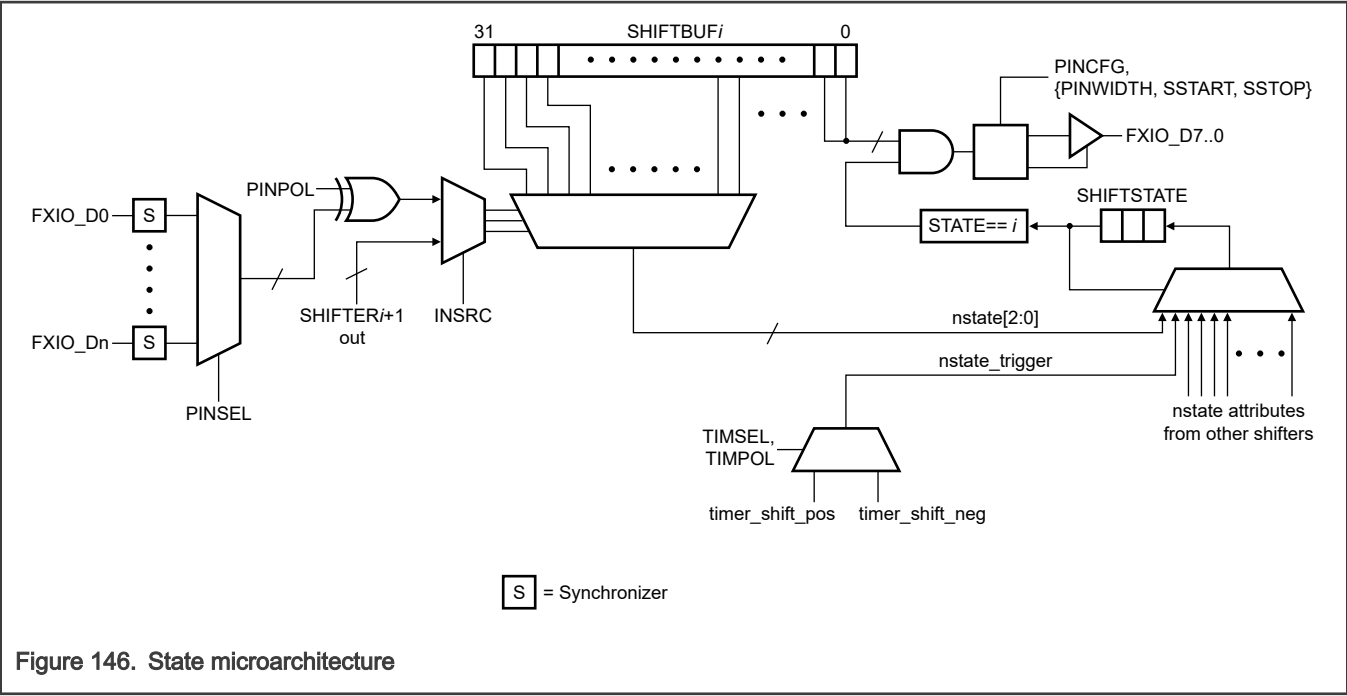 31 SHIFTBUFi 0
PINCFG,
{PINWIDTH, SSTART, SSTOP}
FXIO_D7..0
PINPOL
SHIFTSTATE
FXIO_D0 S
STATE== i
SHIFTERi+1
out
INSRC
nstate[2:0]
FXIO_Dn S
nstate_trigger
PINSEL
nstate attributes
from other shifters
TIMSEL,
TIMPOL
timer_shift_pos timer_shift_neg
S = Synchronizer
Figure 146. State microarchitecture